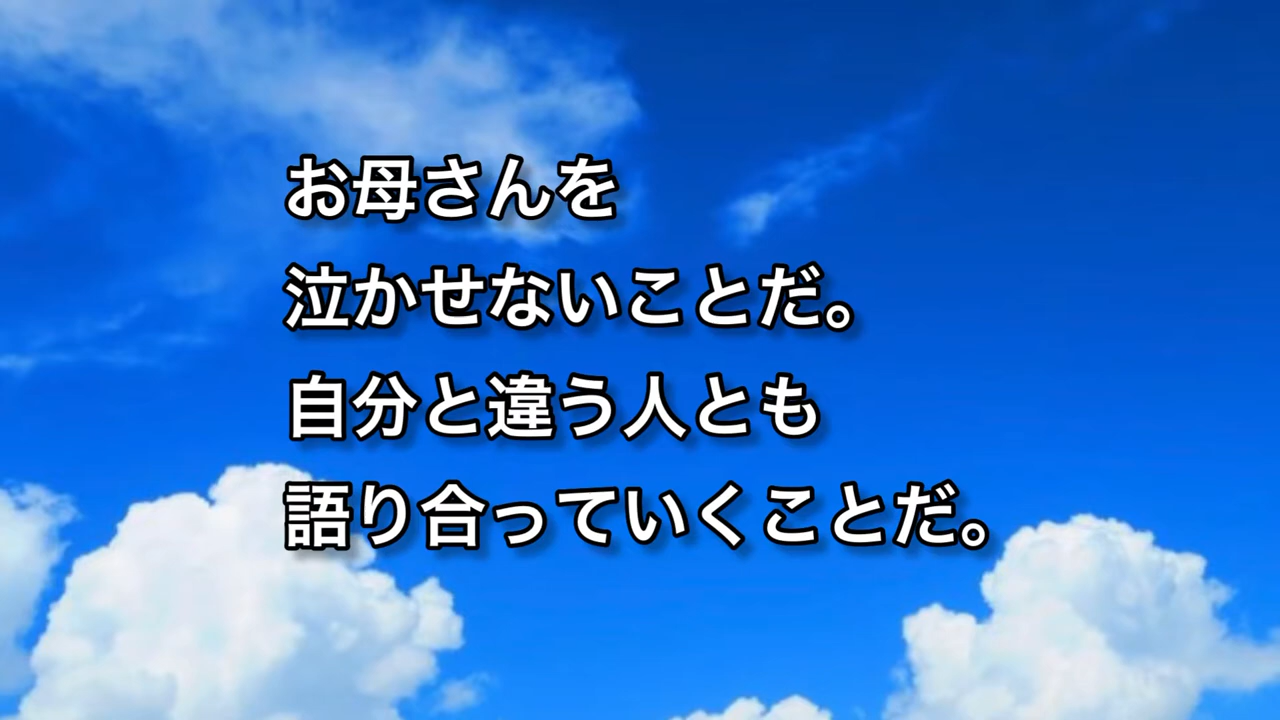 お母さんを
泣かせないことだ。
自分と違う人とも
語り合っていくことだ。